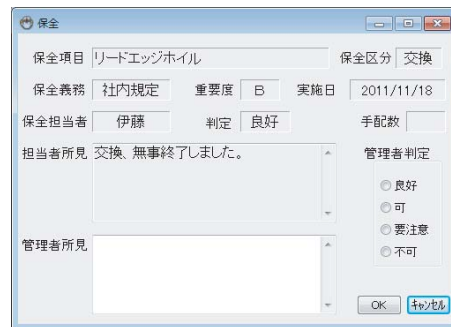 保全
保全項目 リードエッジホイル 保全区分 交換
保全義務 社内規定 重要度 B 実施日 2011/11/18
保全担当者 伊藤 判定 良好 手配数
担当者所見 交換、無事終了しました。 管理者判定
良好
可
要注意
不可
管理者所見
OK キャンセル